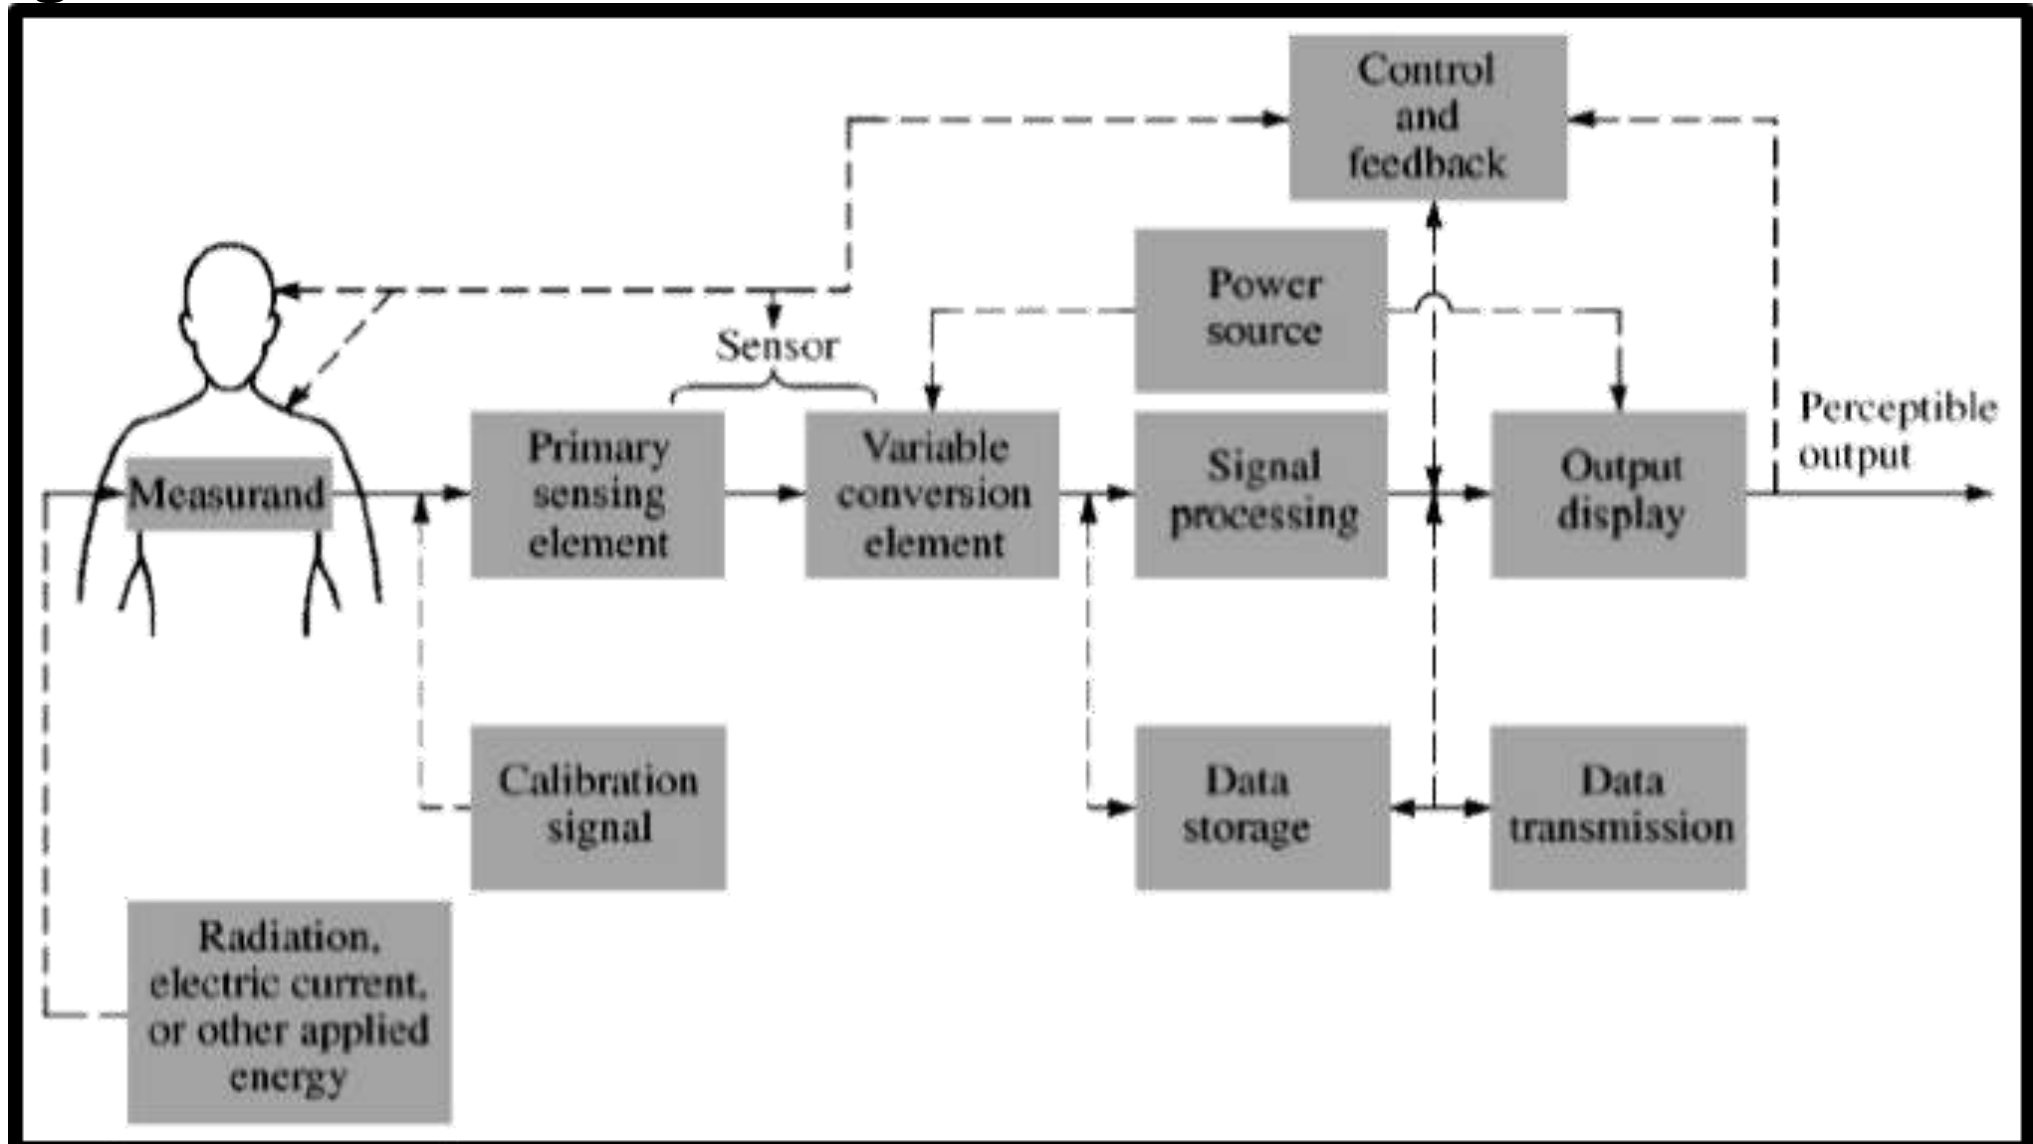 Control
and
feedback
Power
source
Sensor
Perceptible
output
Measurand
Primary
sensing
element
Variable
conversion
element
Signal
processing
Output
display
Calibration
signal
Data
storage
Data
transmission
Radiation,
electric current,
or other applied
energy